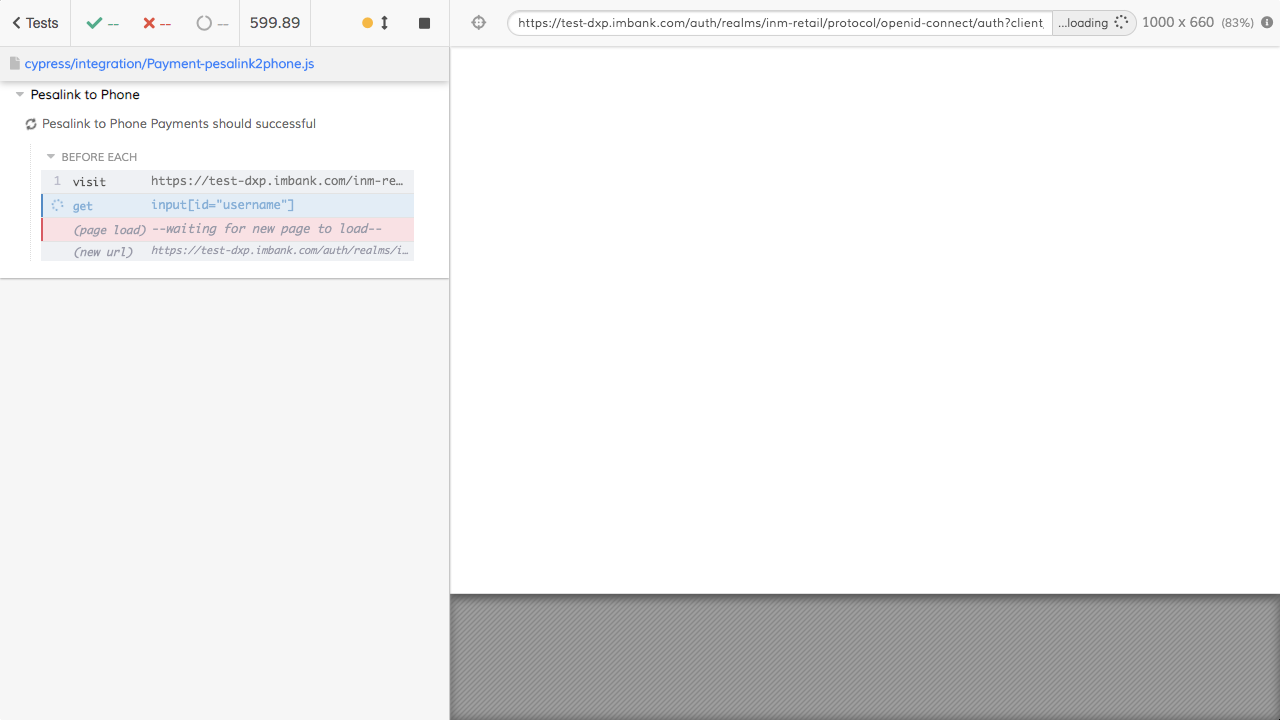 Tests -- -- -- 599.89
https://test-dxp.imbank.com/auth/realms/inm-retail/protocol/openid-connect/auth?client_ ...loading 1000 x 660 (83%)
cypress/integration/Payment-pesalink2phone.js
Pesalink to Phone
Pesalink to Phone Payments should successful
BEFORE EACH
1 visit https://test-dxp.imbank.com/inm-re...
get input[id="username"]
(page load) --waiting for new page to load--
(new url) https://test-dxp.imbank.com/auth/realms/i...